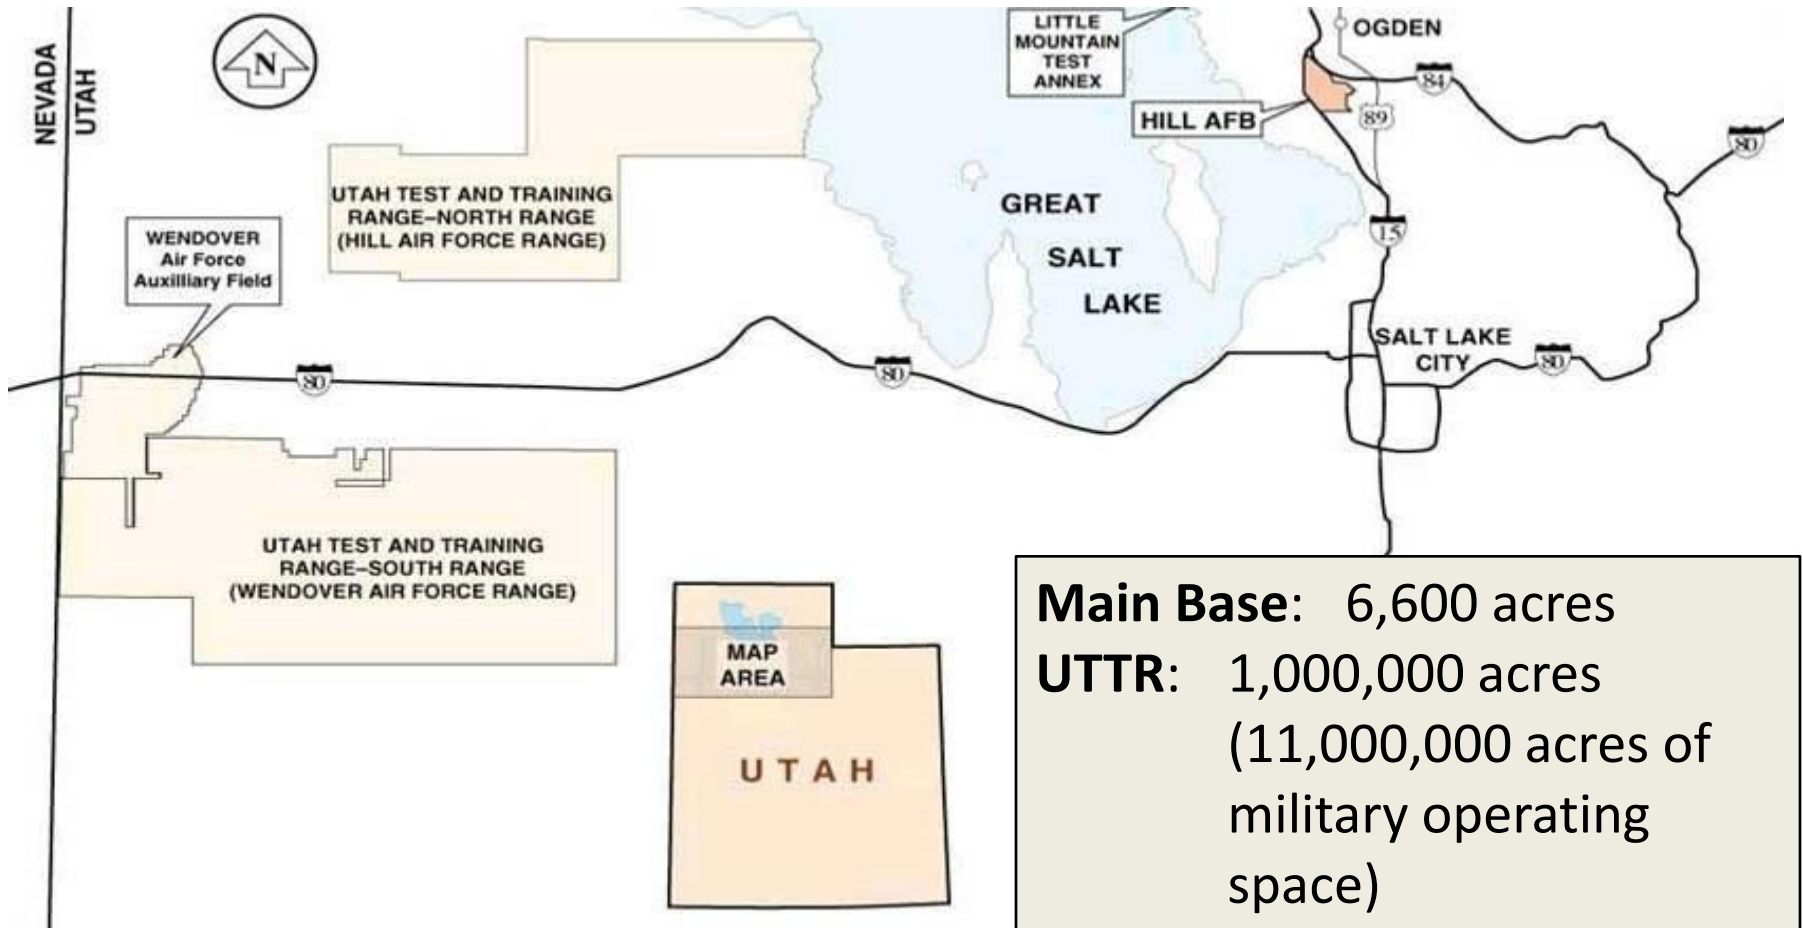 NEVADA
UTAH
N
LITTLE
MOUNTAIN
TEST
ANNEX
OGDEN
84
HILL AFB
89
80
UTAH TEST AND TRAINING
RANGE–NORTH RANGE
(HILL AIR FORCE RANGE)
GREAT
SALT
LAKE
15
WENDOVER
Air Force
Auxilliary Field
SALT LAKE
CITY
80
80
80
UTAH TEST AND TRAINING
RANGE–SOUTH RANGE
(WENDOVER AIR FORCE RANGE)
MAP
AREA
UTAH
Main Base: 6,600 acres
UTTR: 1,000,000 acres
(11,000,000 acres of
military operating
space)